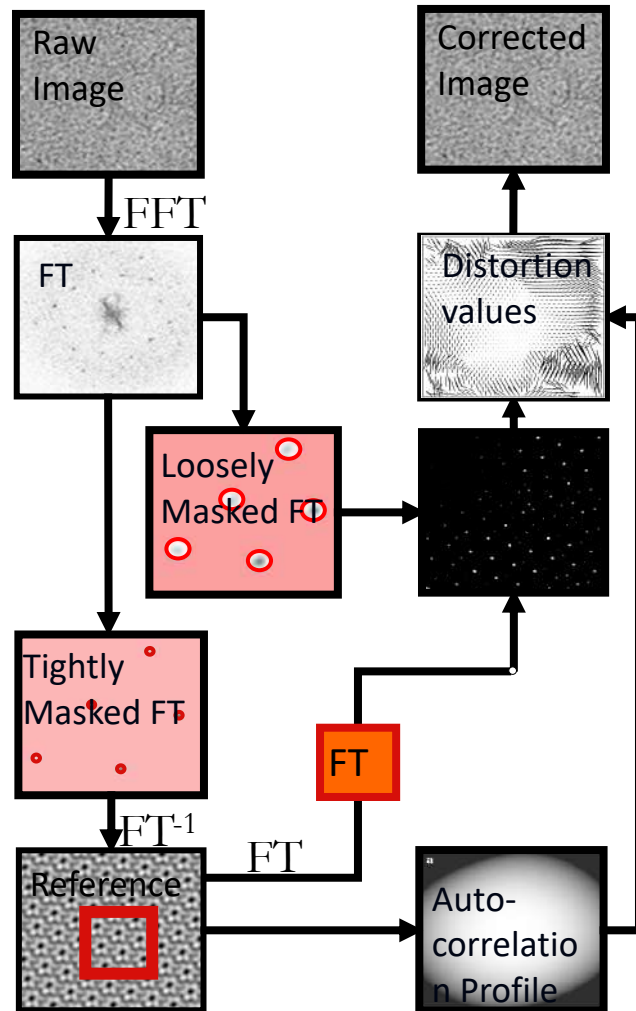 Raw
Image
Corrected
Image
FFT
FT
Distortion
values
Loosely
Masked FT
Tightly
Masked FT
FT
FT-1
FT
Reference
a
Auto-
correlatio
n Profile